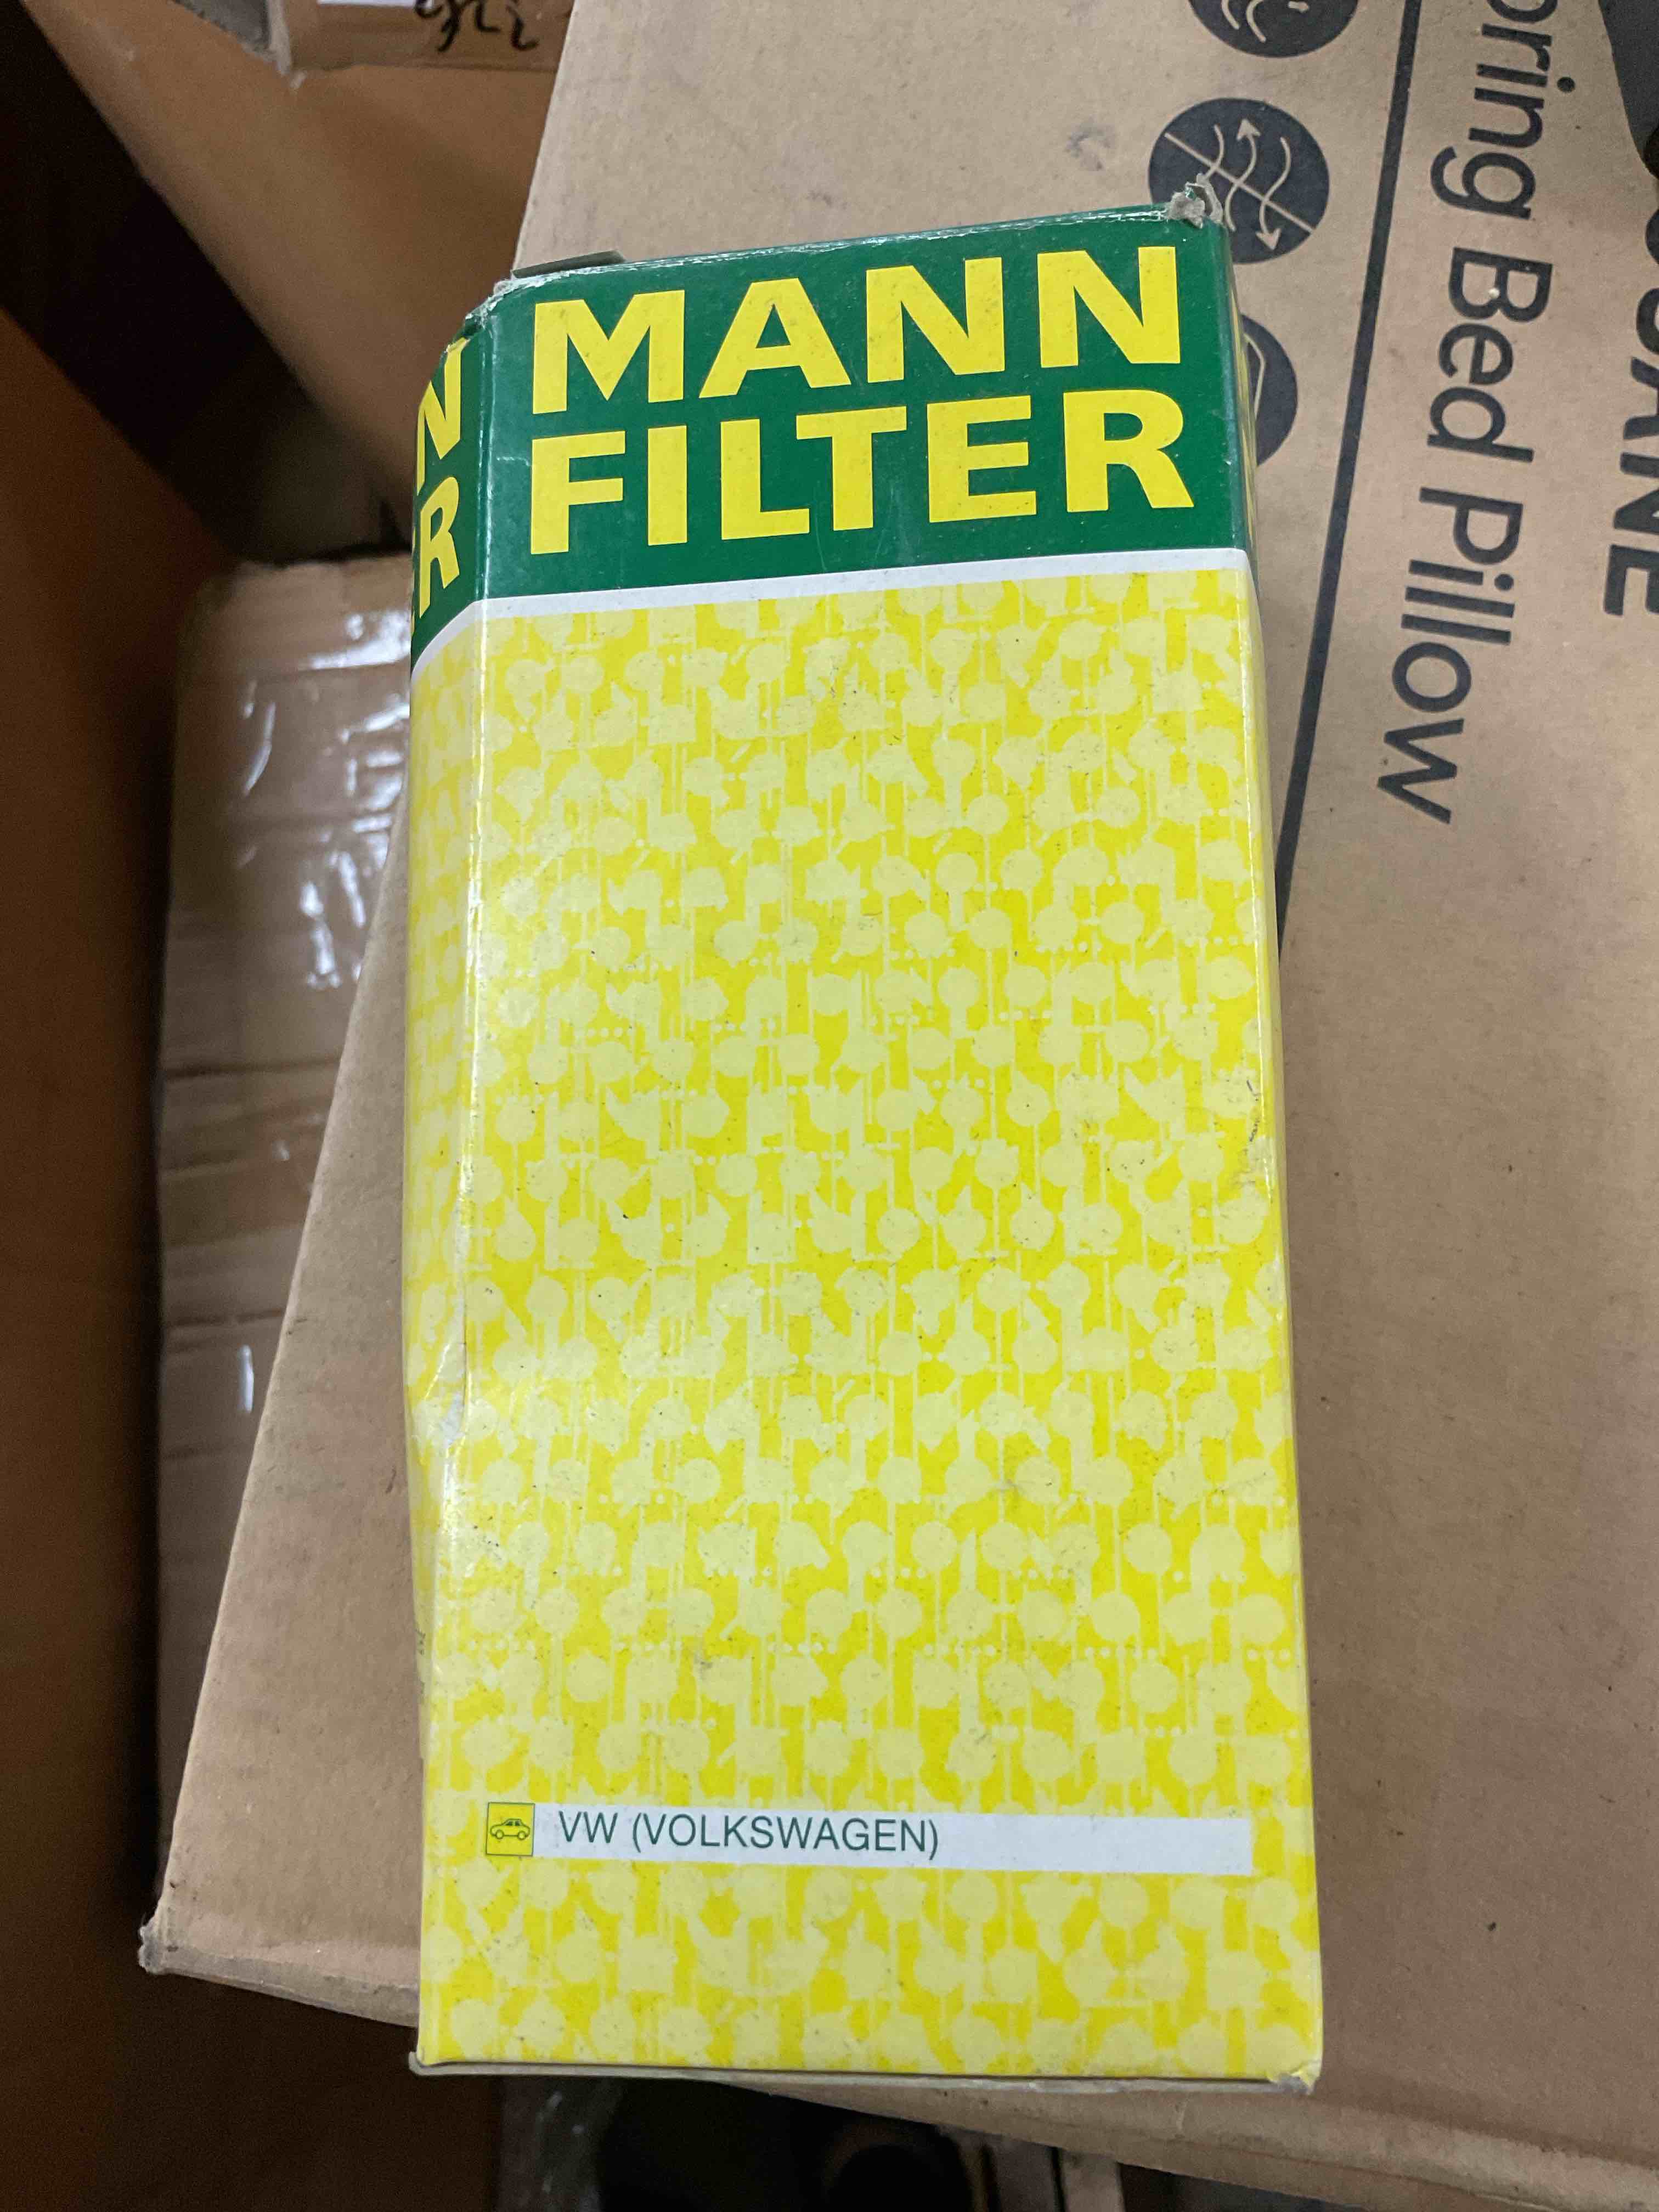 MANN
FILTER
N
R
VW (VOLKSWAGEN)
Bed Pillow